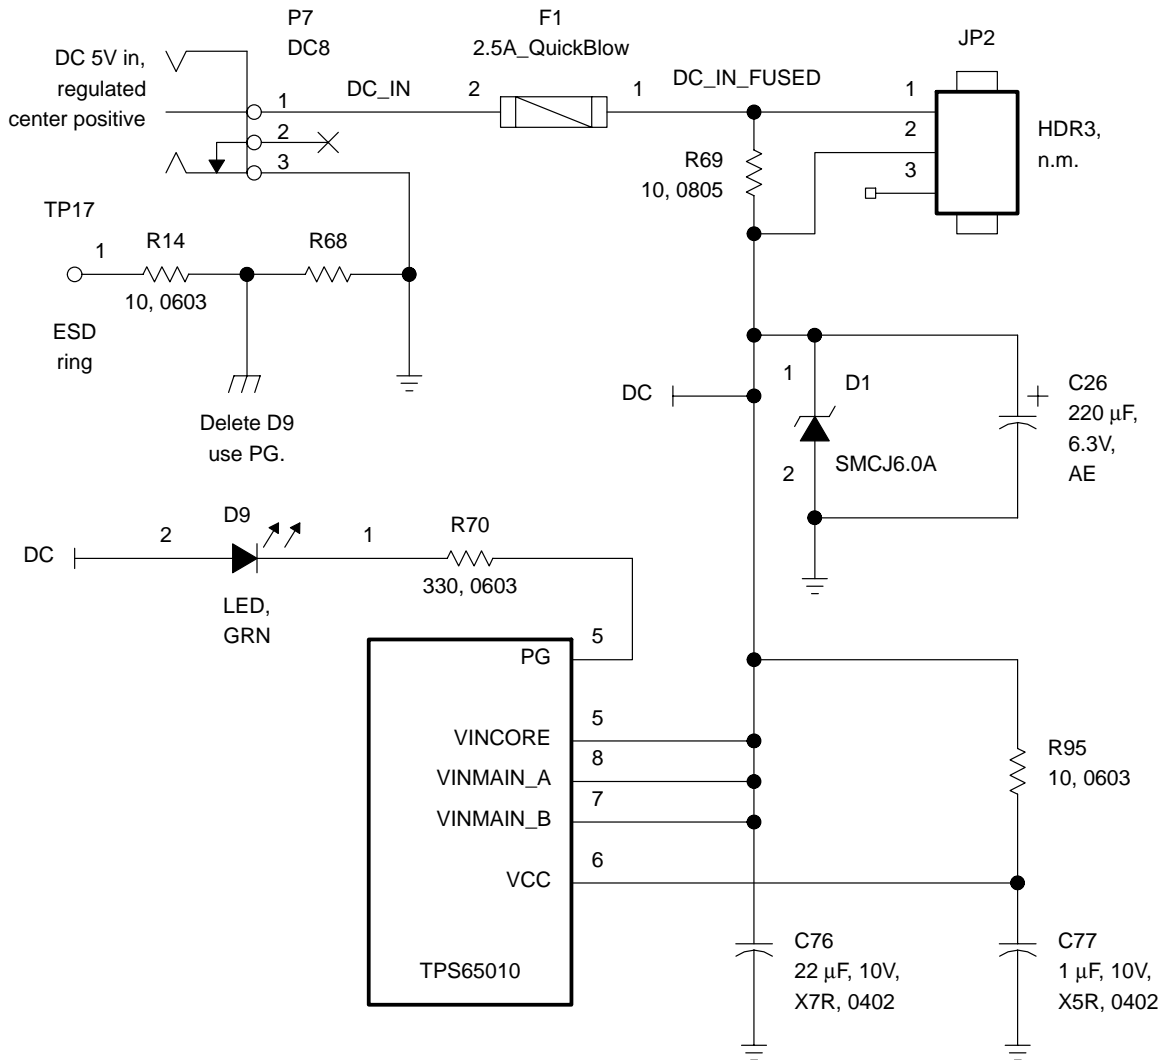 P7
DC8
F1
2.5A_QuickBlow
JP2
DC 5V in,
regulated
center positive
1
DC_IN
2
1
DC_IN_FUSED
1
2
3
HDR3,
n.m.
2
3
R69
10, 0805
TP17
1
R14
10, 0603
R68
ESD
ring
Delete D9
use PG.
DC
1
D1
2
SMCJ6.0A
+
C26
220 μF,
6.3V,
AE
DC
2
D9
1
R70
330, 0603
LED,
GRN
5
PG
5
VINCORE
8
VINMAIN_A
7
VINMAIN_B
6
VCC
TPS65010
R95
10, 0603
C76
22 μF, 10V,
X7R, 0402
C77
1 μF, 10V,
X5R, 0402